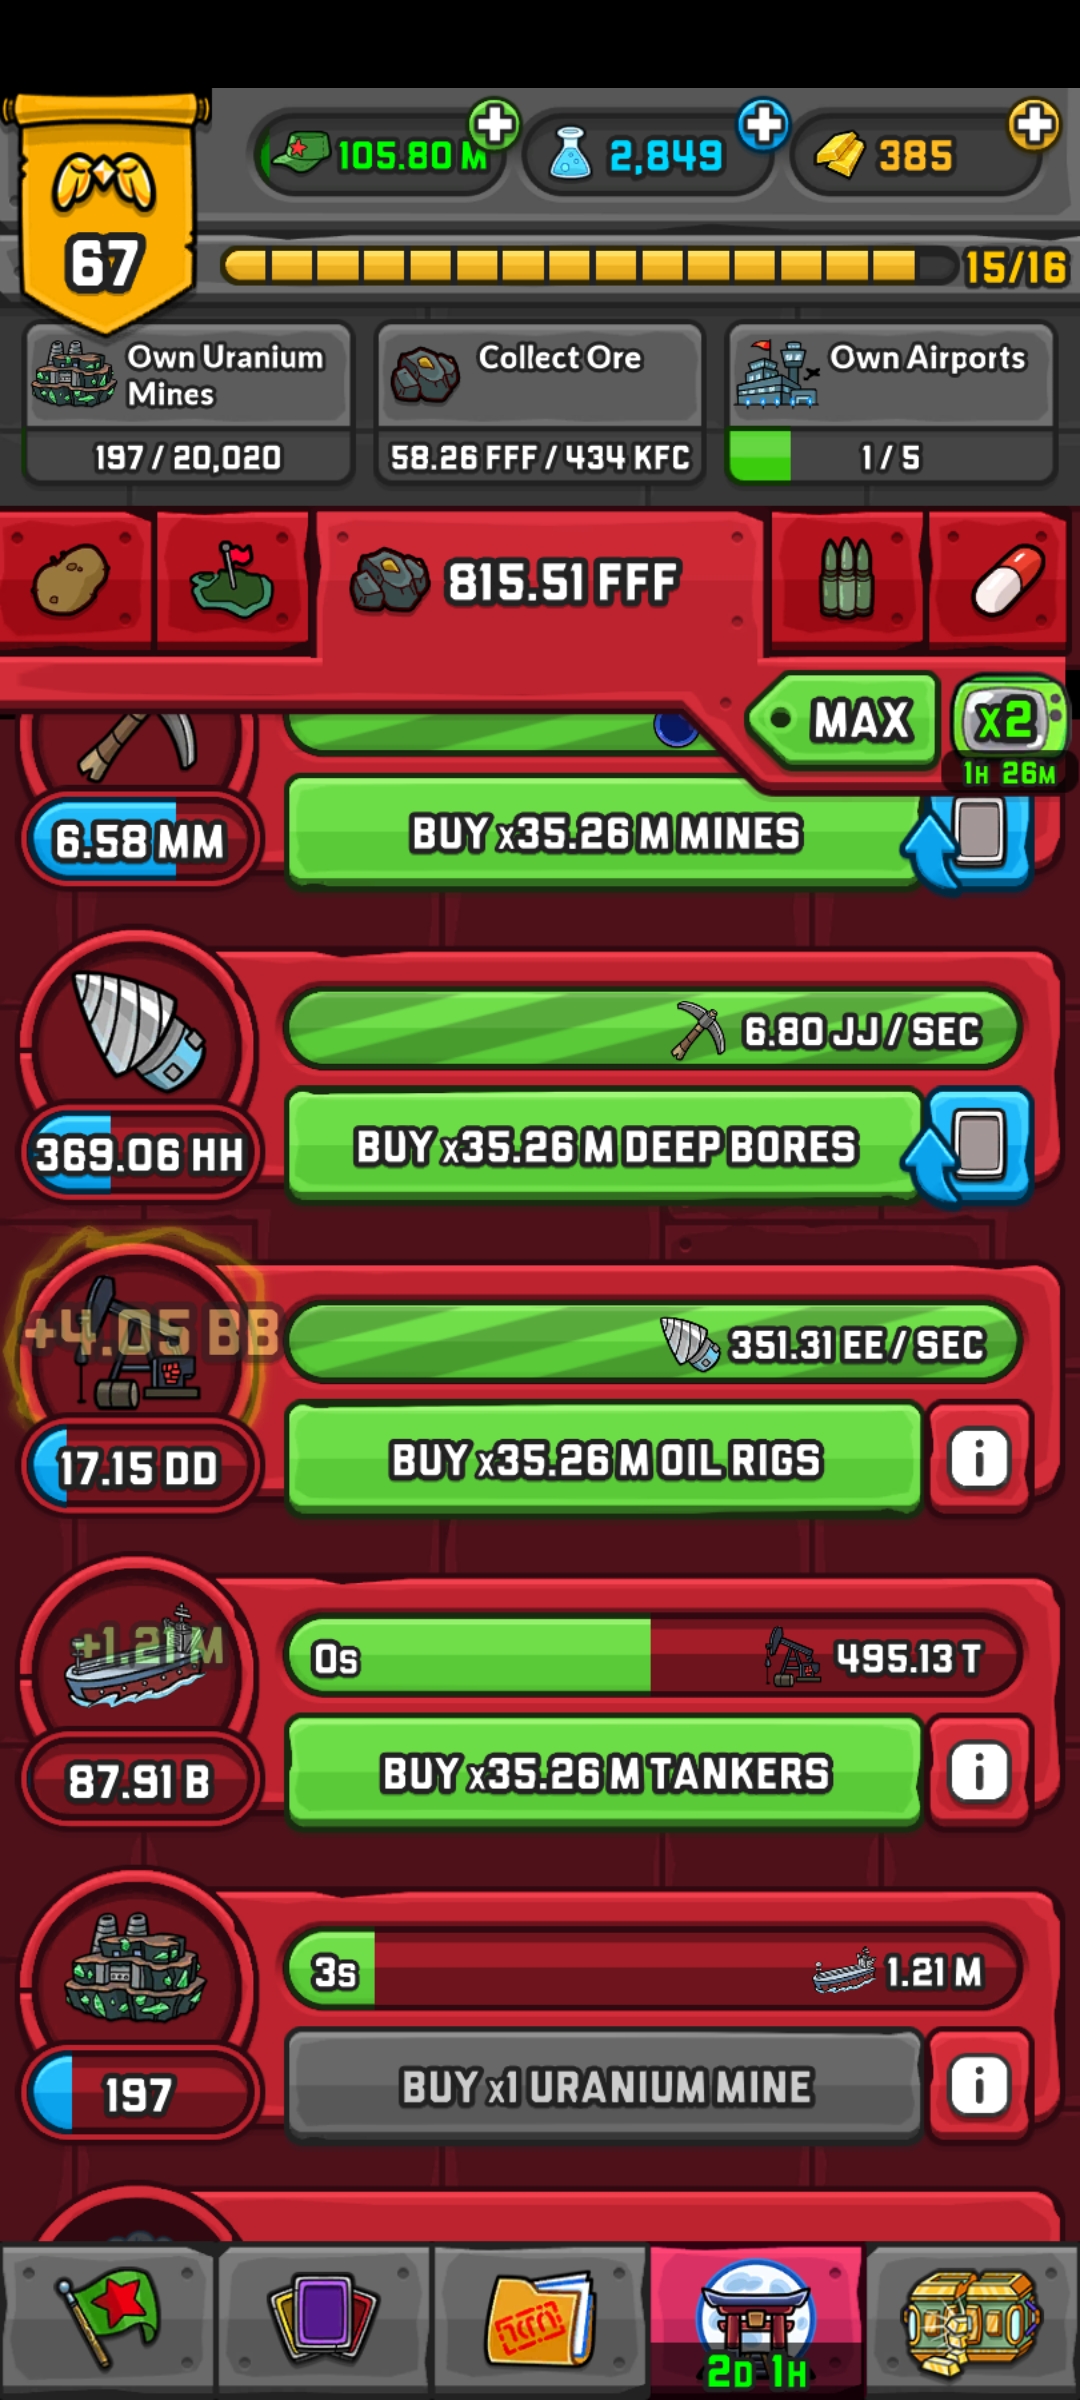 105.80 M
2,849
385
67
15/16
Own Uranium
Mines
197 / 20,020
Collect Ore
58.26 FFF / 434 KFC
Own Airports
1 / 5
815.51 FFF
MAX
x2
1H 26M
6.58 MM
BUY x35.26 M MINES
6.80 JJ / SEC
369.06 HH
BUY x35.26 M DEEP BORES
+4.05 BB
351.31 EE / SEC
17.15 DD
BUY x35.26 M OIL RIGS
i
+1.21 M
0s
495.13 T
87.91 B
BUY x35.26 M TANKERS
i
3s
1.21 M
197
BUY x1 URANIUM MINE
i
2D 1H